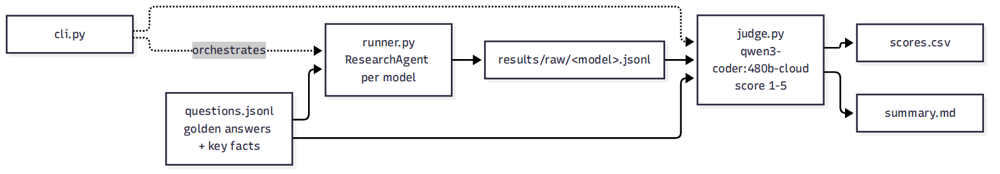 cli.py
orchestrates
runner.py
ResearchAgent
per model
questions.jsonl
golden answers
+ key facts
results/raw/<model>.jsonl
judge.py
qwen3-
coder:480b-cloud
score 1-5
scores.csv
summary.md